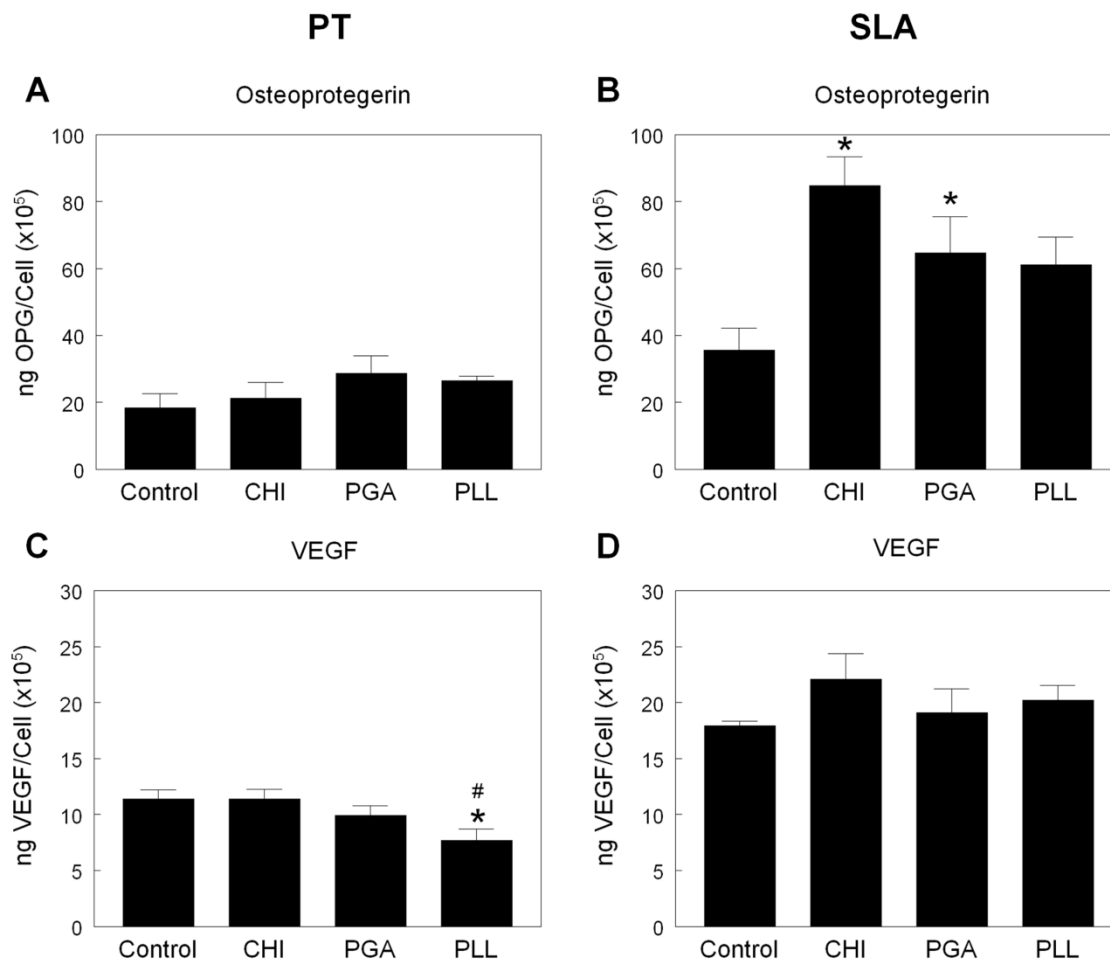 PT
SLA
A
Osteoprotegerin
ng OPG/Cell (x10⁵)
100
80
60
40
20
0
Control CHI PGA PLL
B
Osteoprotegerin
ng OPG/Cell (x10⁵)
100
80
60
40
20
0
*
*
Control CHI PGA PLL
C
VEGF
ng VEGF/Cell (x10⁵)
30
25
20
15
10
5
0
#
*
Control CHI PGA PLL
D
VEGF
ng VEGF/Cell (x10⁵)
30
25
20
15
10
5
0
Control CHI PGA PLL